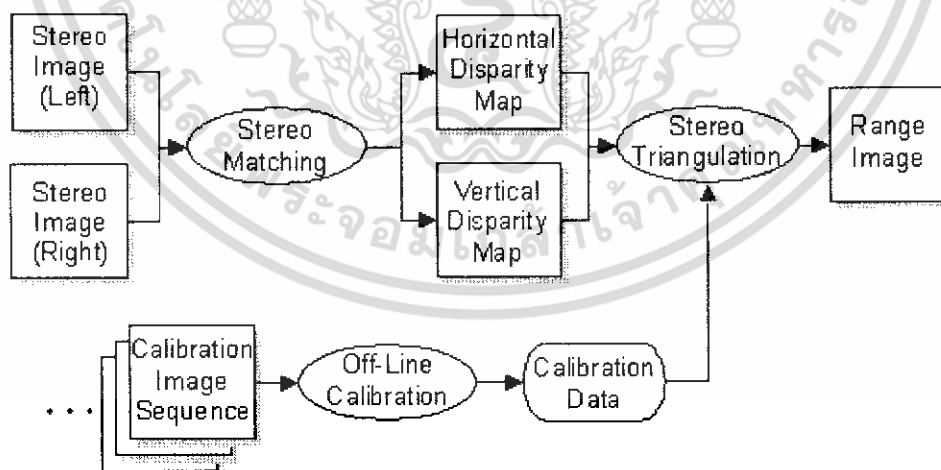 Stereo
Image
(Left)
Stereo
Matching
Horizontal
Disparity
Map
Stereo
Triangulation
Range
Image
Stereo
Image
(Right)
Vertical
Disparity
Map
Calibration
Image
Sequence
Off-Line
Calibration
Calibration
Data
...